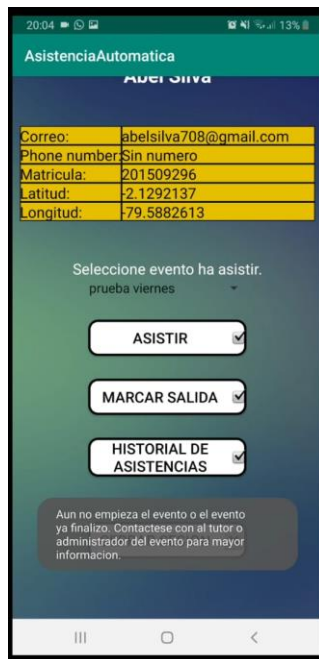 20:04
13%
AsistenciaAutomatica
Abel Silva
Correo: abelsilva708@gmail.com
Phone number: Sin numero
Matricula: 201509296
Latitud: -2.1292137
Longitud: -79.5882613
Seleccione evento ha asistir.
prueba viernes
ASISTIR
MARCAR SALIDA
HISTORIAL DE
ASISTENCIAS
Aun no empieza el evento o el evento
ya finalizo. Contactese con al tutor o
administrador del evento para mayor
informacion.